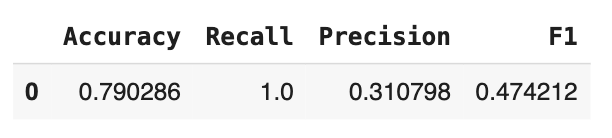 Accuracy Recall Precision F1
0 0.790286 1.0 0.310798 0.474212